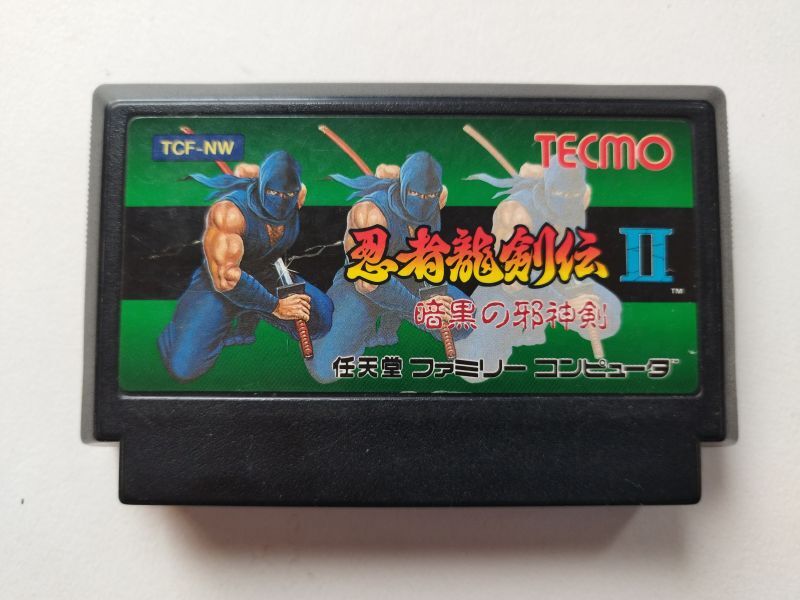 TCF-NW
TECMO
忍者龍剣伝 II
TM
暗黒の邪神剣
任天堂 ファミリー コンピュータ